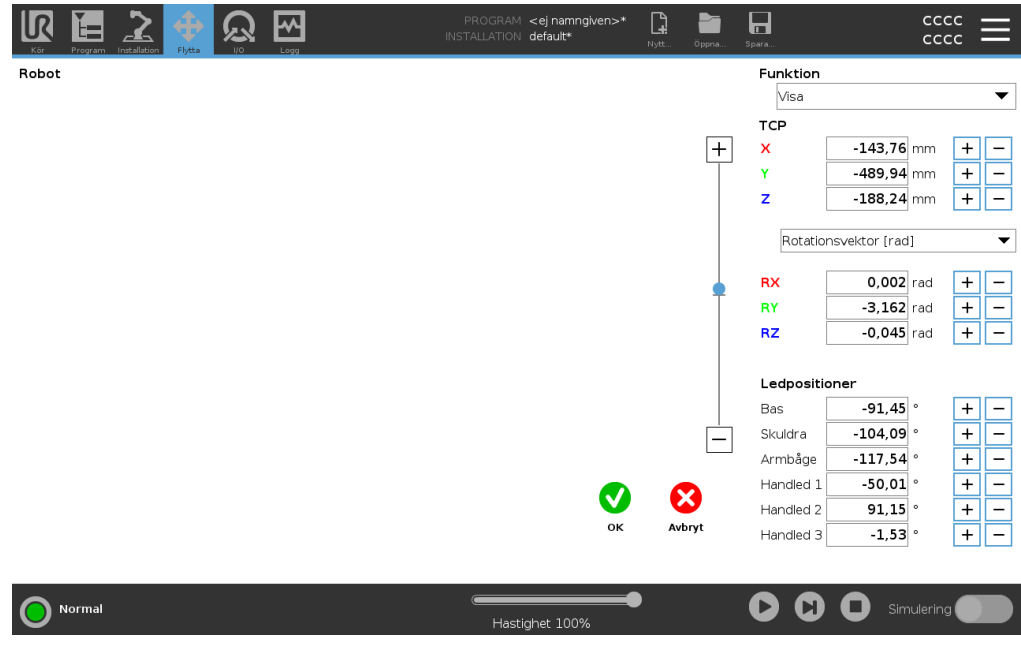 PROGRAM <ej namngiven>*
INSTALLATION default*
UR
Kör Program Installation Flytta I/O Logg
Nytt... Öppna... Spara...
CCCC
CCCC
Robot
Funktion
Visa
TCP
X -143,76 mm + −
Y -489,94 mm + −
Z -188,24 mm + −
Rotationsvektor [rad]
RX 0,002 rad + −
RY -3,162 rad + −
RZ -0,045 rad + −
Ledpositioner
Bas -91,45 ° + −
Skuldra -104,09 ° + −
Armbåge -117,54 ° + −
Handled 1 -50,01 ° + −
Handled 2 91,15 ° + −
Handled 3 -1,53 ° + −
OK Avbryt
Normal
Hastighet 100%
Simulering